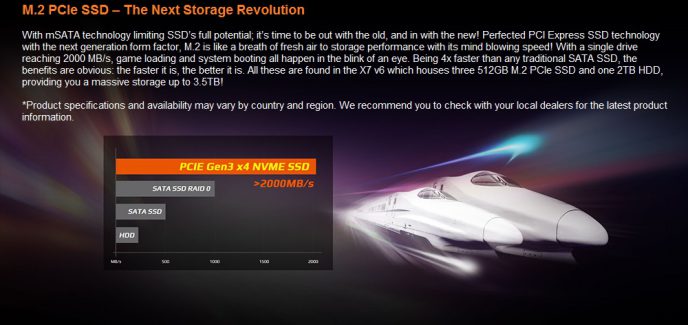 M.2 PCIe SSD – The Next Storage Revolution
With mSATA technology limiting SSD's full potential; it's time to be out with the old, and in with the new! Perfected PCI Express SSD technology
with the next generation form factor, M.2 is like a breath of fresh air to storage performance with its mind blowing speed! With a single drive
reaching 2000 MB/s, game loading and system booting all happen in the blink of an eye. Being 4x faster than any traditional SATA SSD, the
benefits are obvious: the faster it is, the better it is. All these are found in the X7 v6 which houses three 512GB M.2 PCIe SSD and one 2TB HDD,
providing you a massive storage up to 3.5TB!
*Product specifications and availability may vary by country and region. We recommend you to check with your local dealers for the latest product
information.
PCIE Gen3 x4 NVME SSD
>2000MB/s
SATA SSD RAID 0
SATA SSD
HDD
MB/s 500 1000 1500 2000